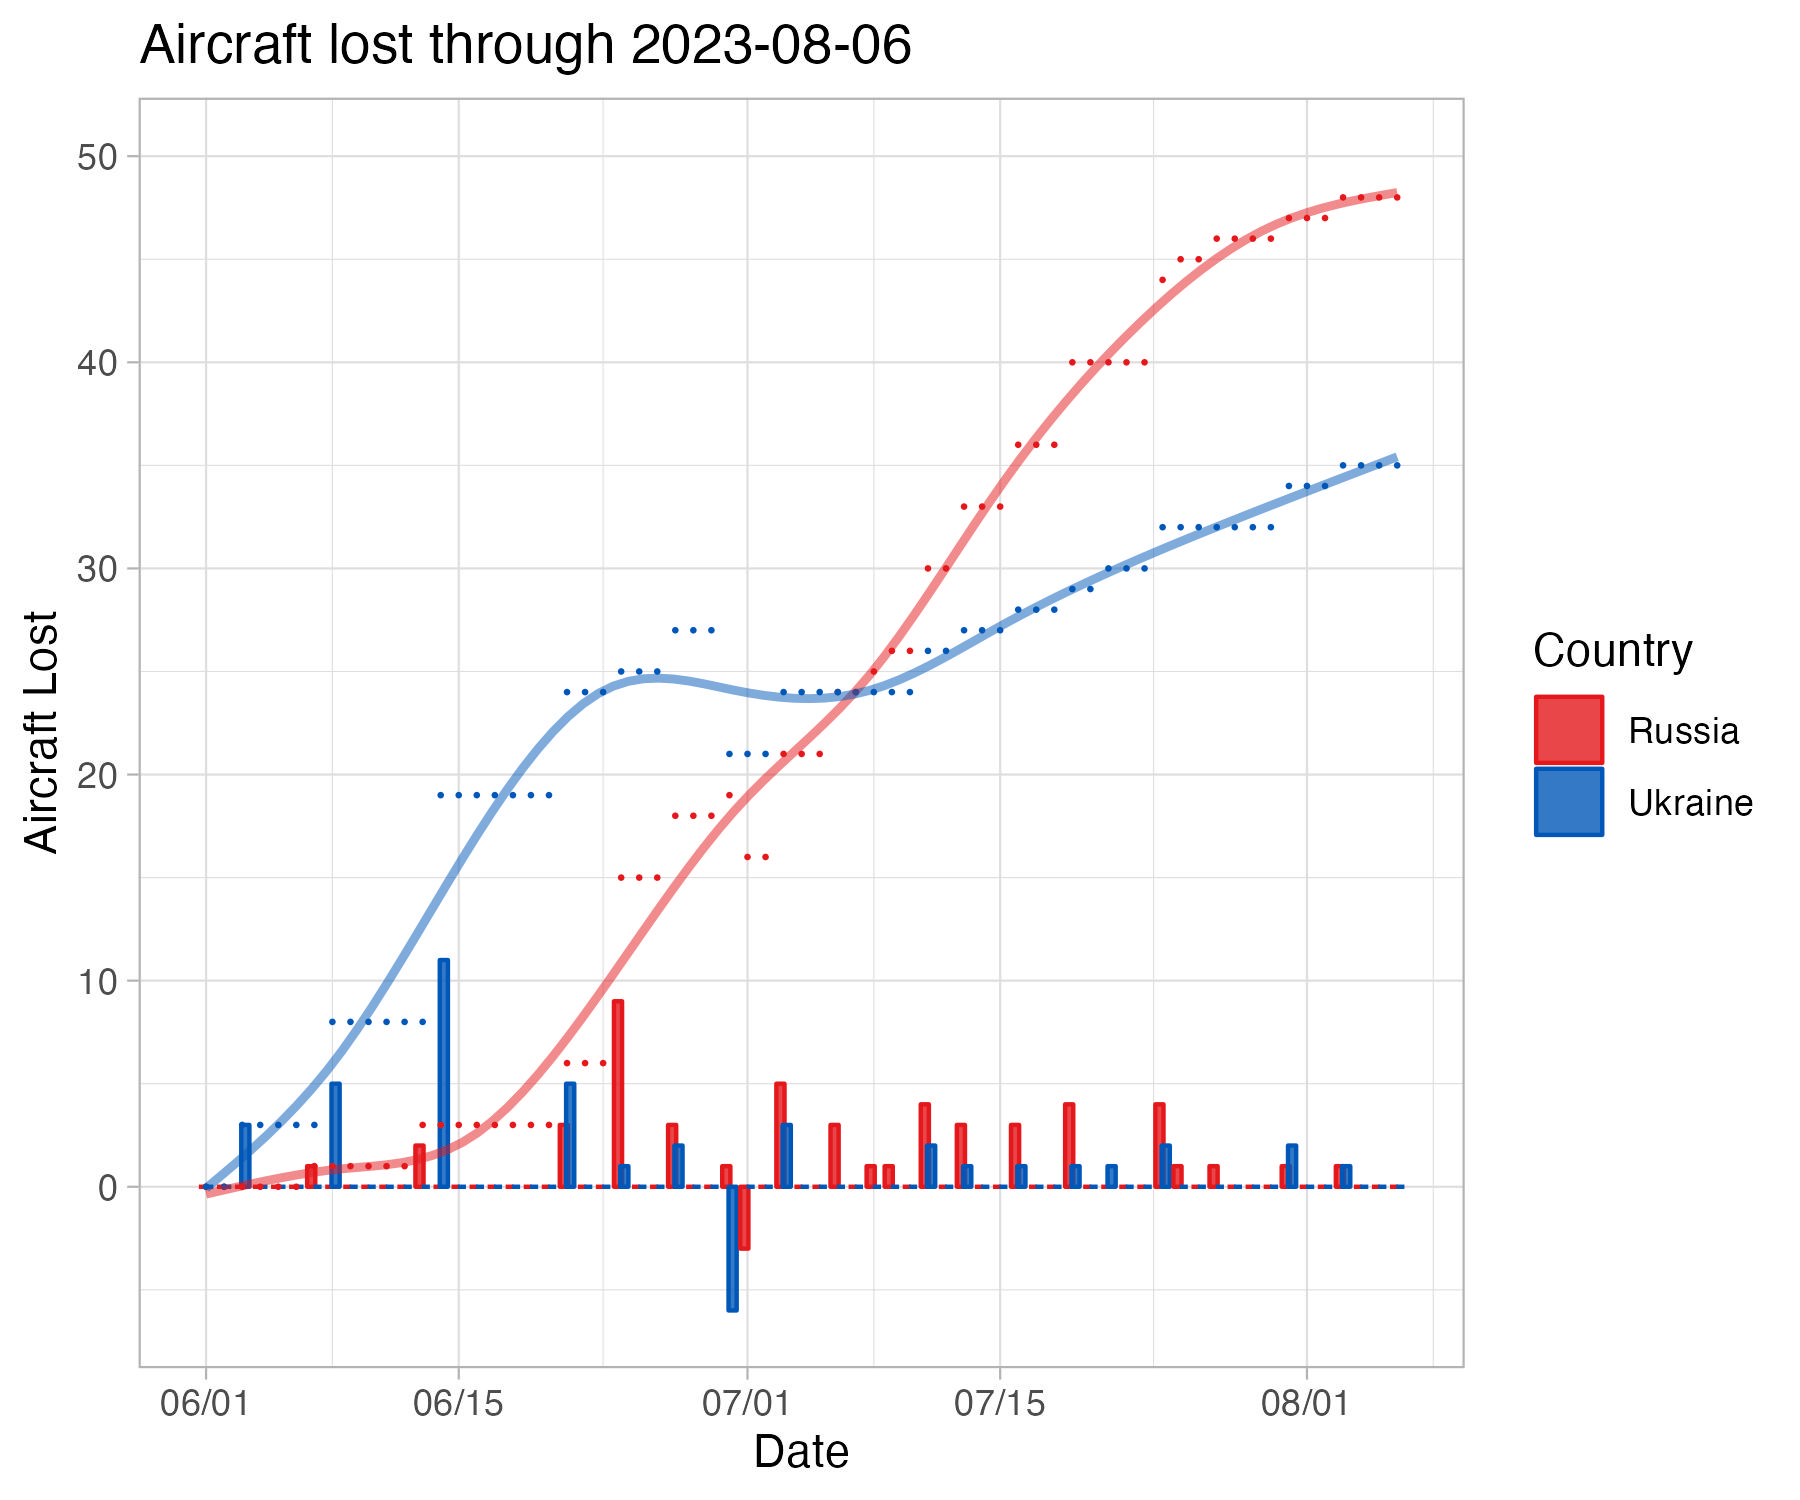 Aircraft lost through 2023-08-06
Aircraft Lost
50
40
30
20
10
0
06/01 06/15 07/01 07/15 08/01
Date
Country
Russia
Ukraine